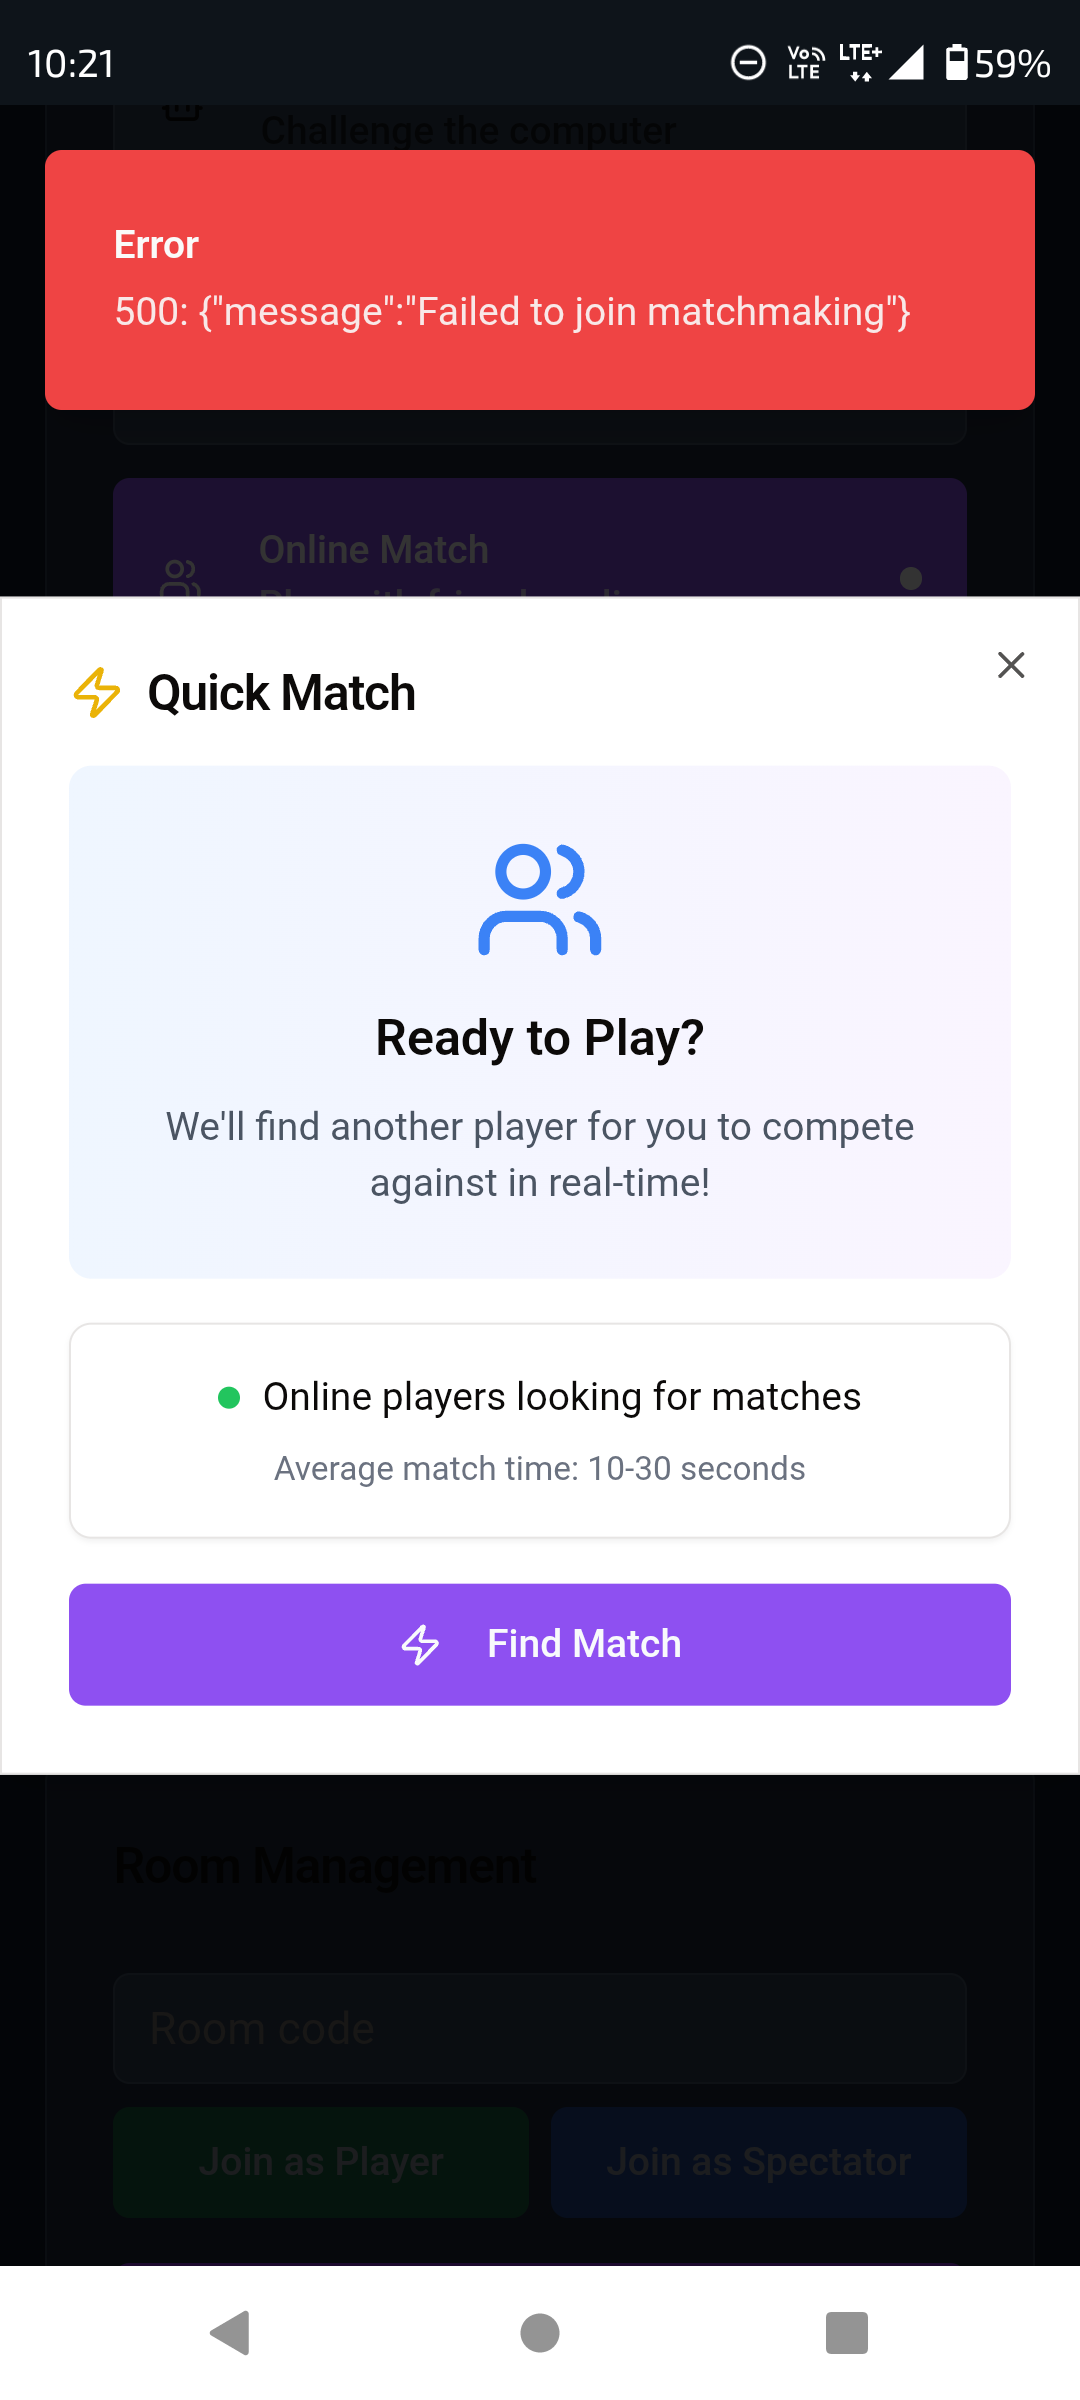 10:21
Vo LTE
LTE+
59%
Challenge the computer
Error
500: {"message":"Failed to join matchmaking"}
Online Match
Quick Match
Ready to Play?
We'll find another player for you to compete
against in real-time!
Online players looking for matches
Average match time: 10-30 seconds
Find Match
Room Management
Room code
Join as Player
Join as Spectator